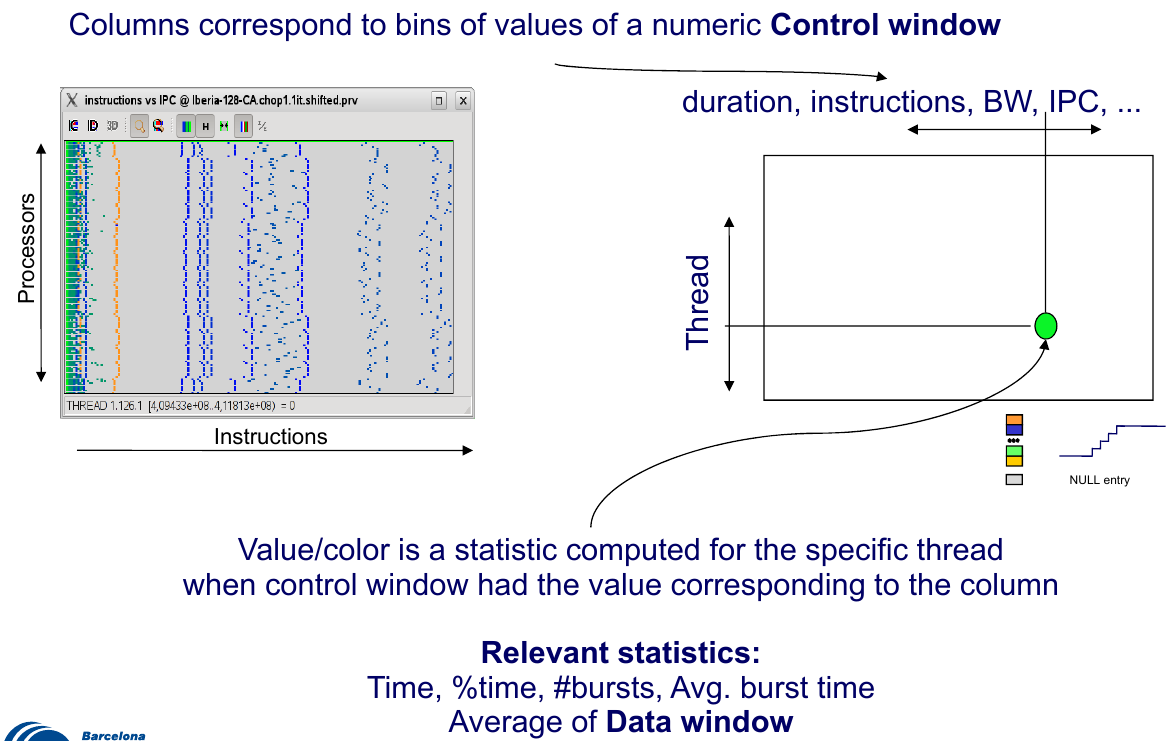 Columns correspond to bins of values of a numeric Control window
instructions vs IPC @ Iberia-128-CA.chop1.1it.shifted.prv
duration, instructions, BW, IPC, ...
3D
Processors
Thread
THREAD 1.126.1 [4,09433e+08..4,11813e+08) = 0
Instructions
NULL entry
Value/color is a statistic computed for the specific thread
when control window had the value corresponding to the column
Relevant statistics:
Time, %time, #bursts, Avg. burst time
Average of Data window
Barcelona